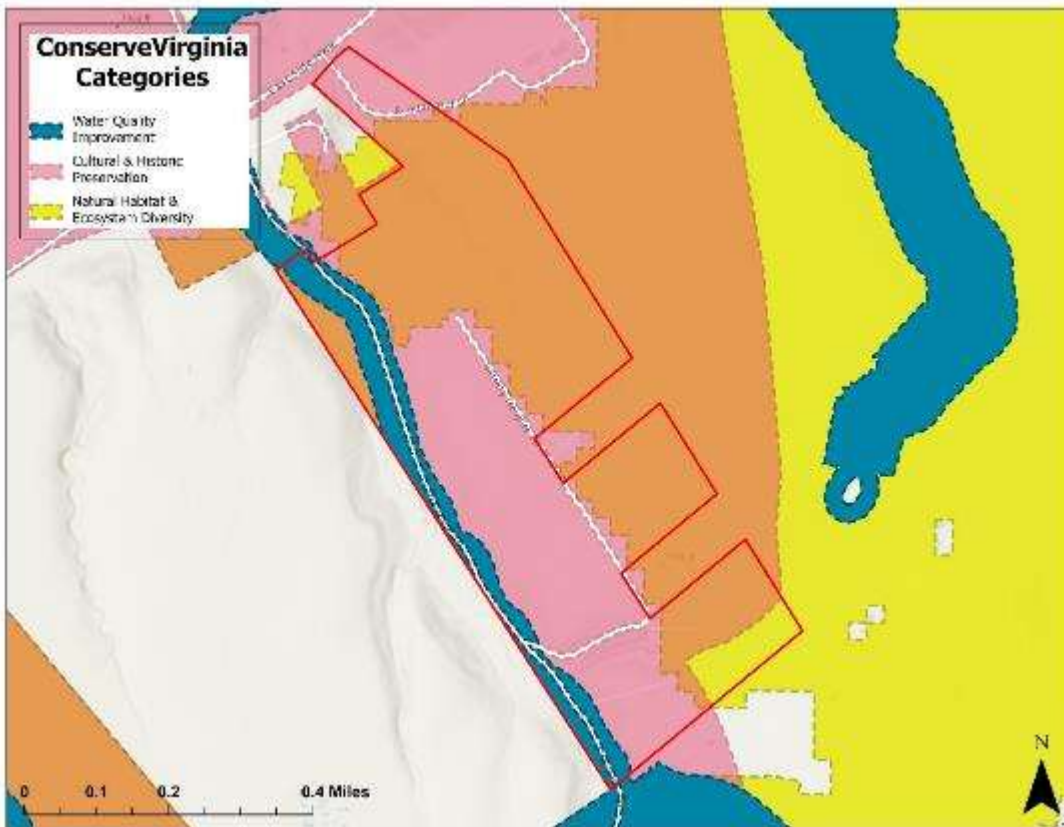 ConserveVirginia
Categories
Water Quality
Improvement
Cultural & Historic
Preservation
Natural Habitat &
Ecosystem Diversity
0 0.1 0.2 0.4 Miles
N